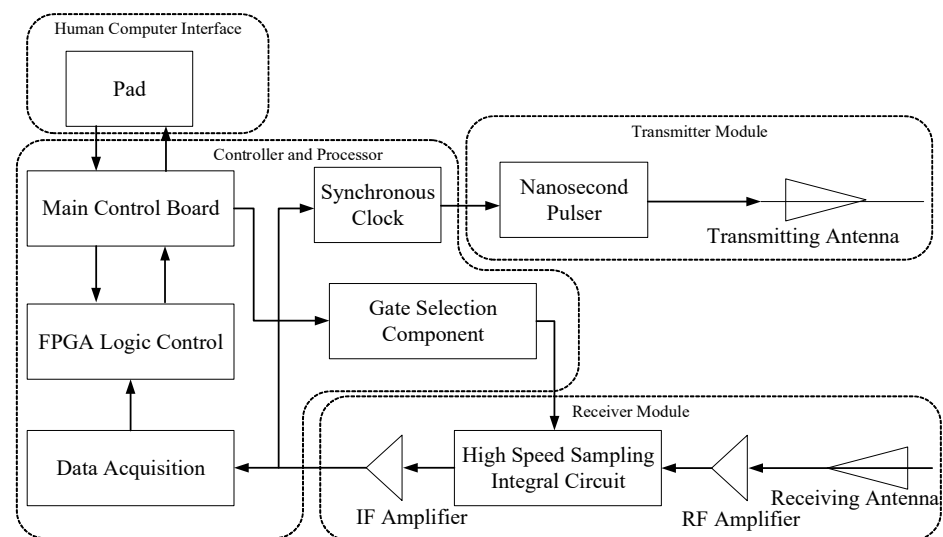 Human Computer Interface
Pad
Transmitter Module
Controller and Processor
Nanosecond
Pulser
Synchronous
Clock
Main Control Board
Transmitting Antenna
Gate Selection
Component
FPGA Logic Control
Receiver Module
High Speed Sampling
Integral Circuit
Data Acquisition
Receiving Antenna
IF Amplifier
RF Amplifier